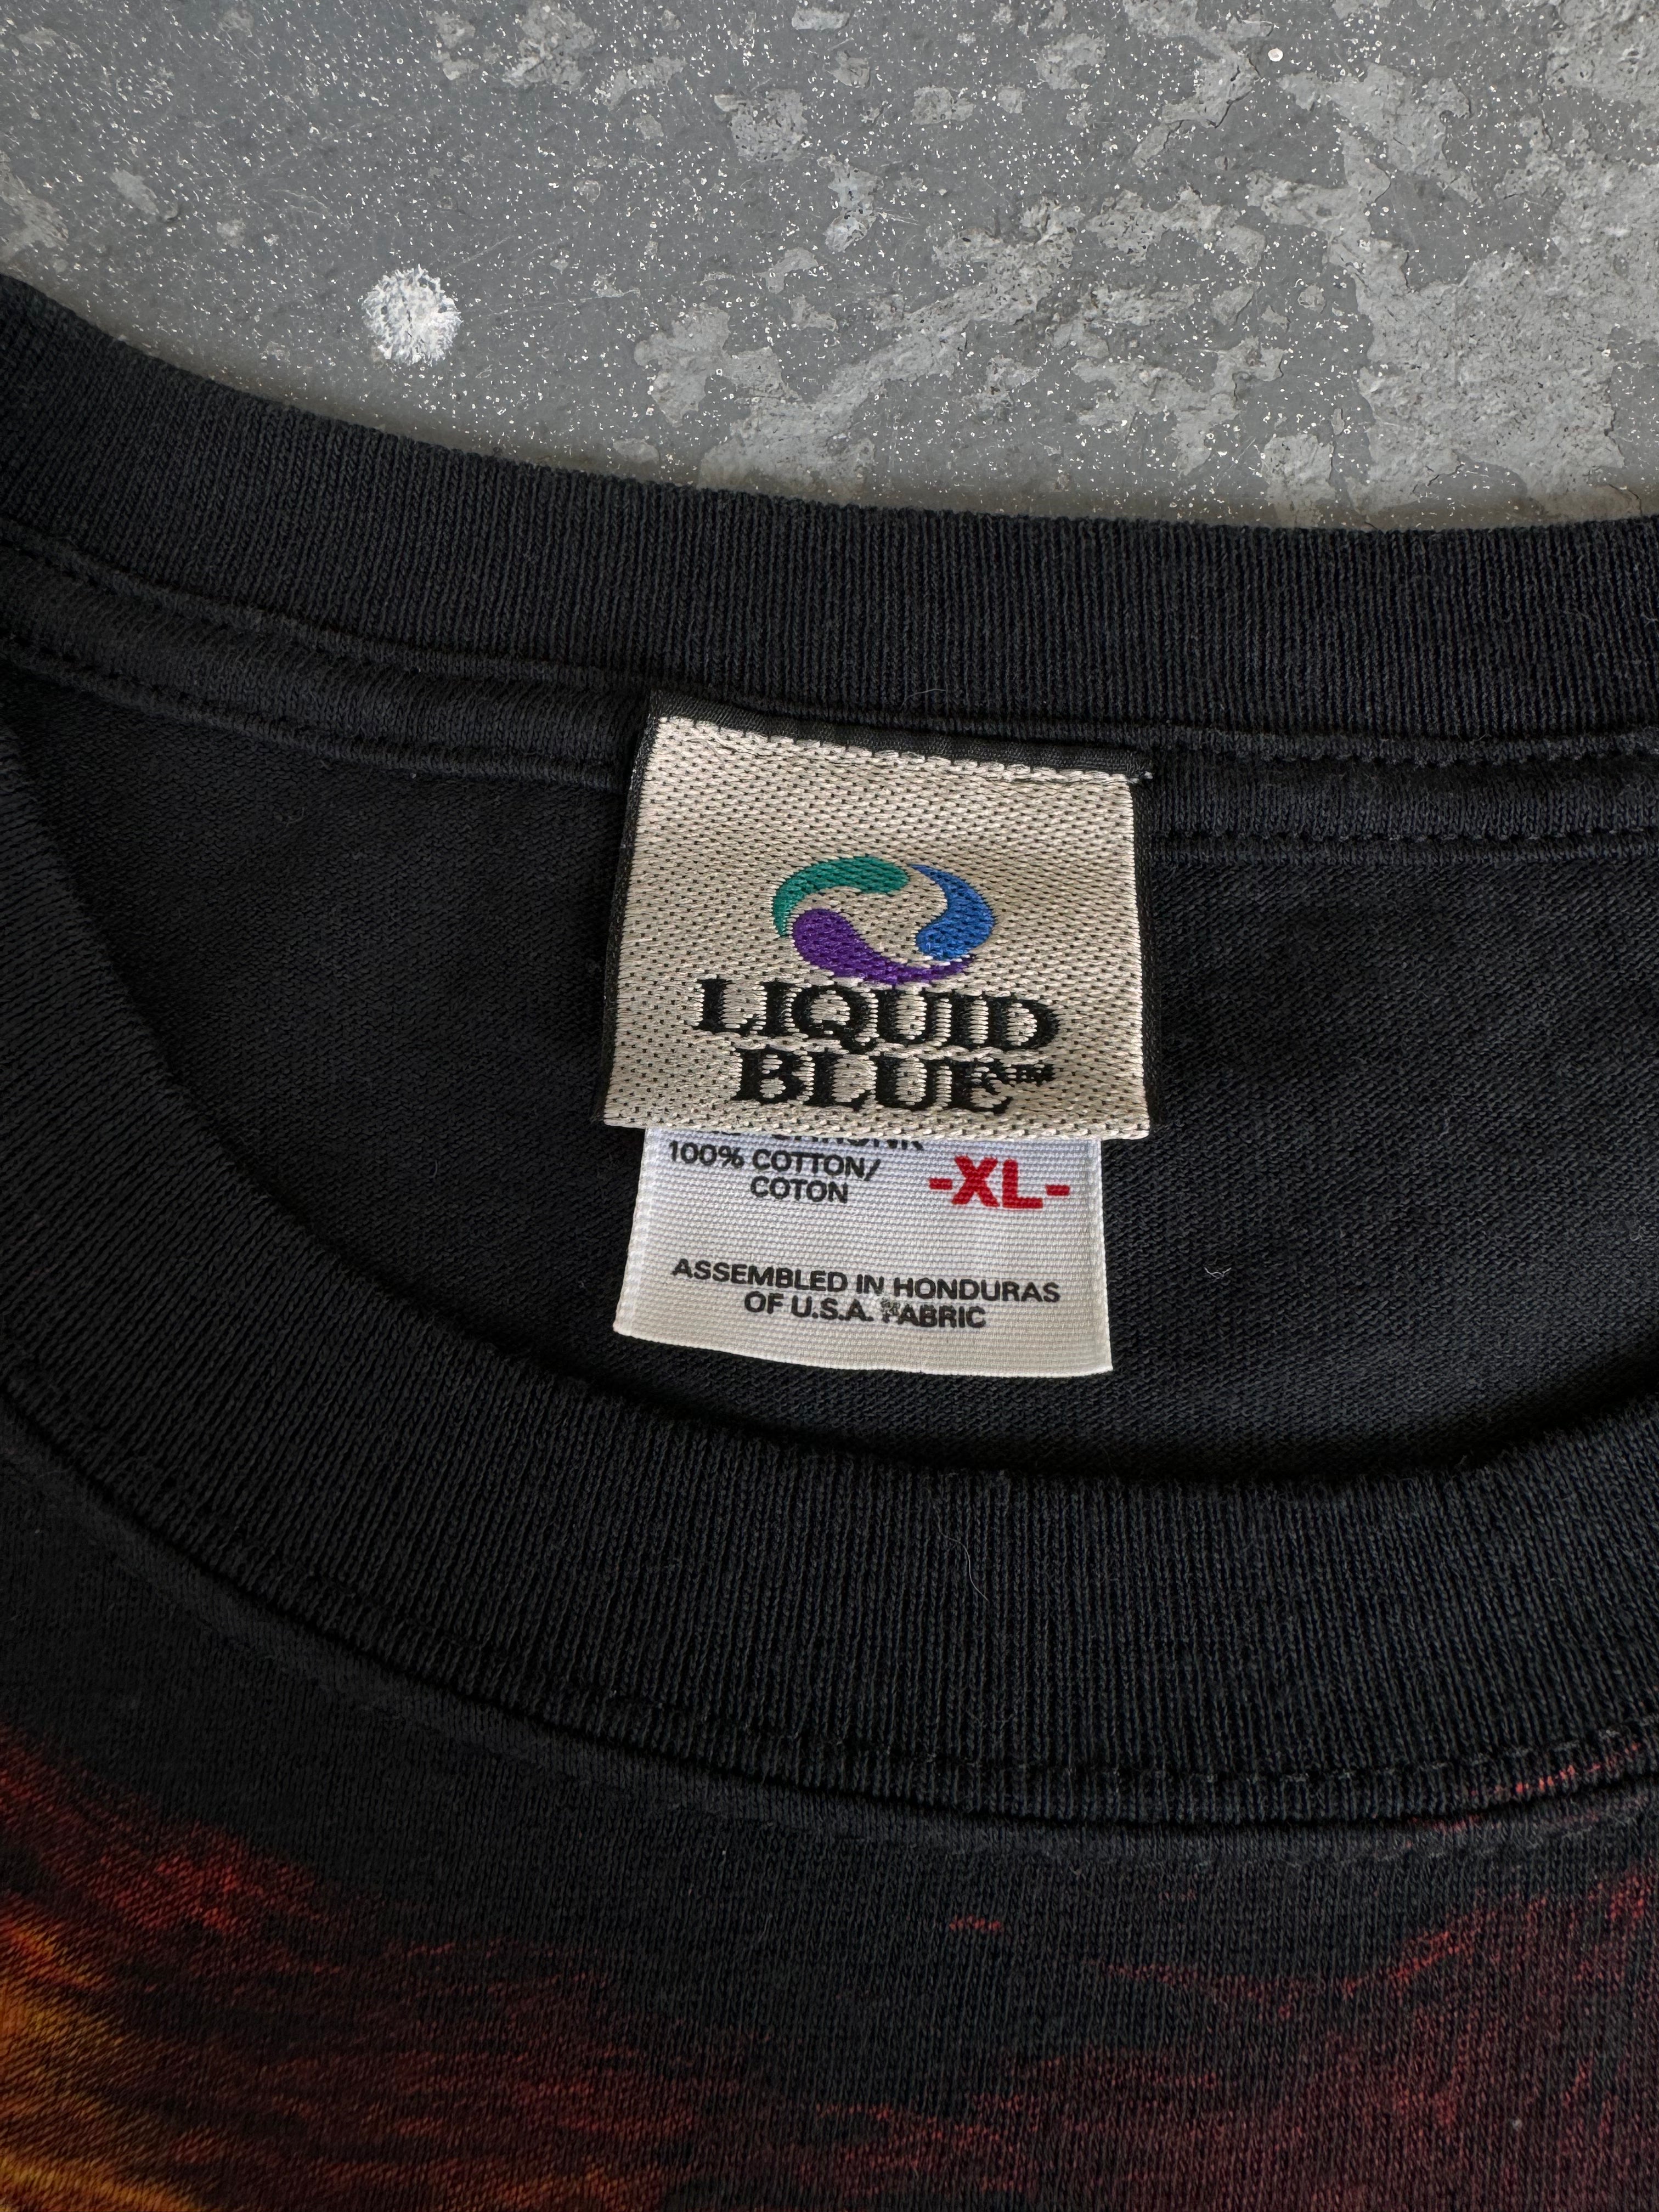 LIQUID
BLUE™
100% COTTON/
COTON
-XL-
ASSEMBLED IN HONDURAS
OF U.S.A. FABRIC